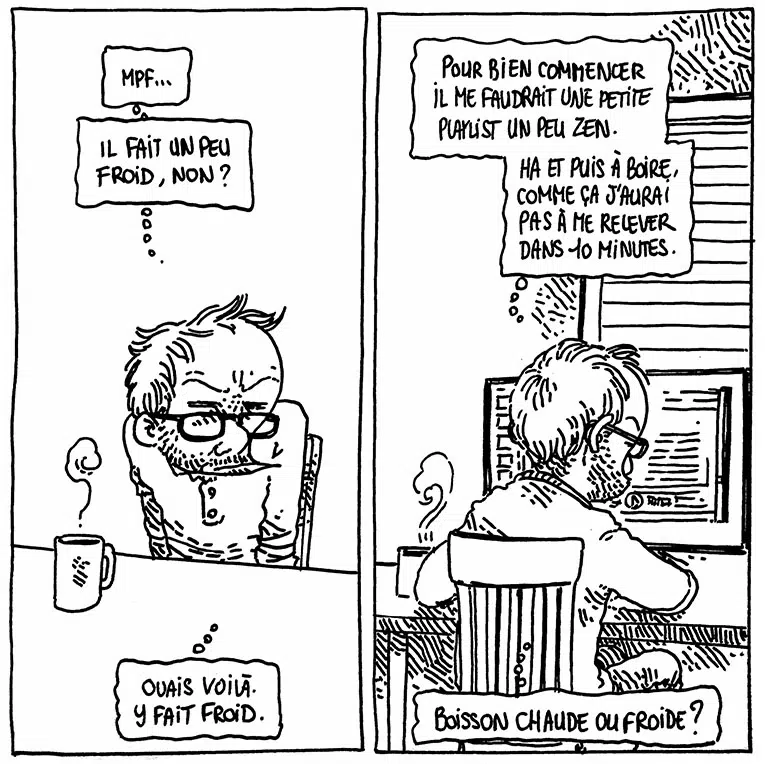 MPF...
IL FAIT UN PEU
FROID, NON ?
OUAIS VOILÀ.
Y FAIT FROID.
POUR BIEN COMMENCER
IL ME FAUDRAIT UNE PETITE
PLAYLIST UN PEU ZEN.
HA ET PUIS À BOIRE,
COMME ÇA J'AURAI
PAS À ME RELEVER
DANS 10 MINUTES.
BOISSON CHAUDE OU FROIDE ?